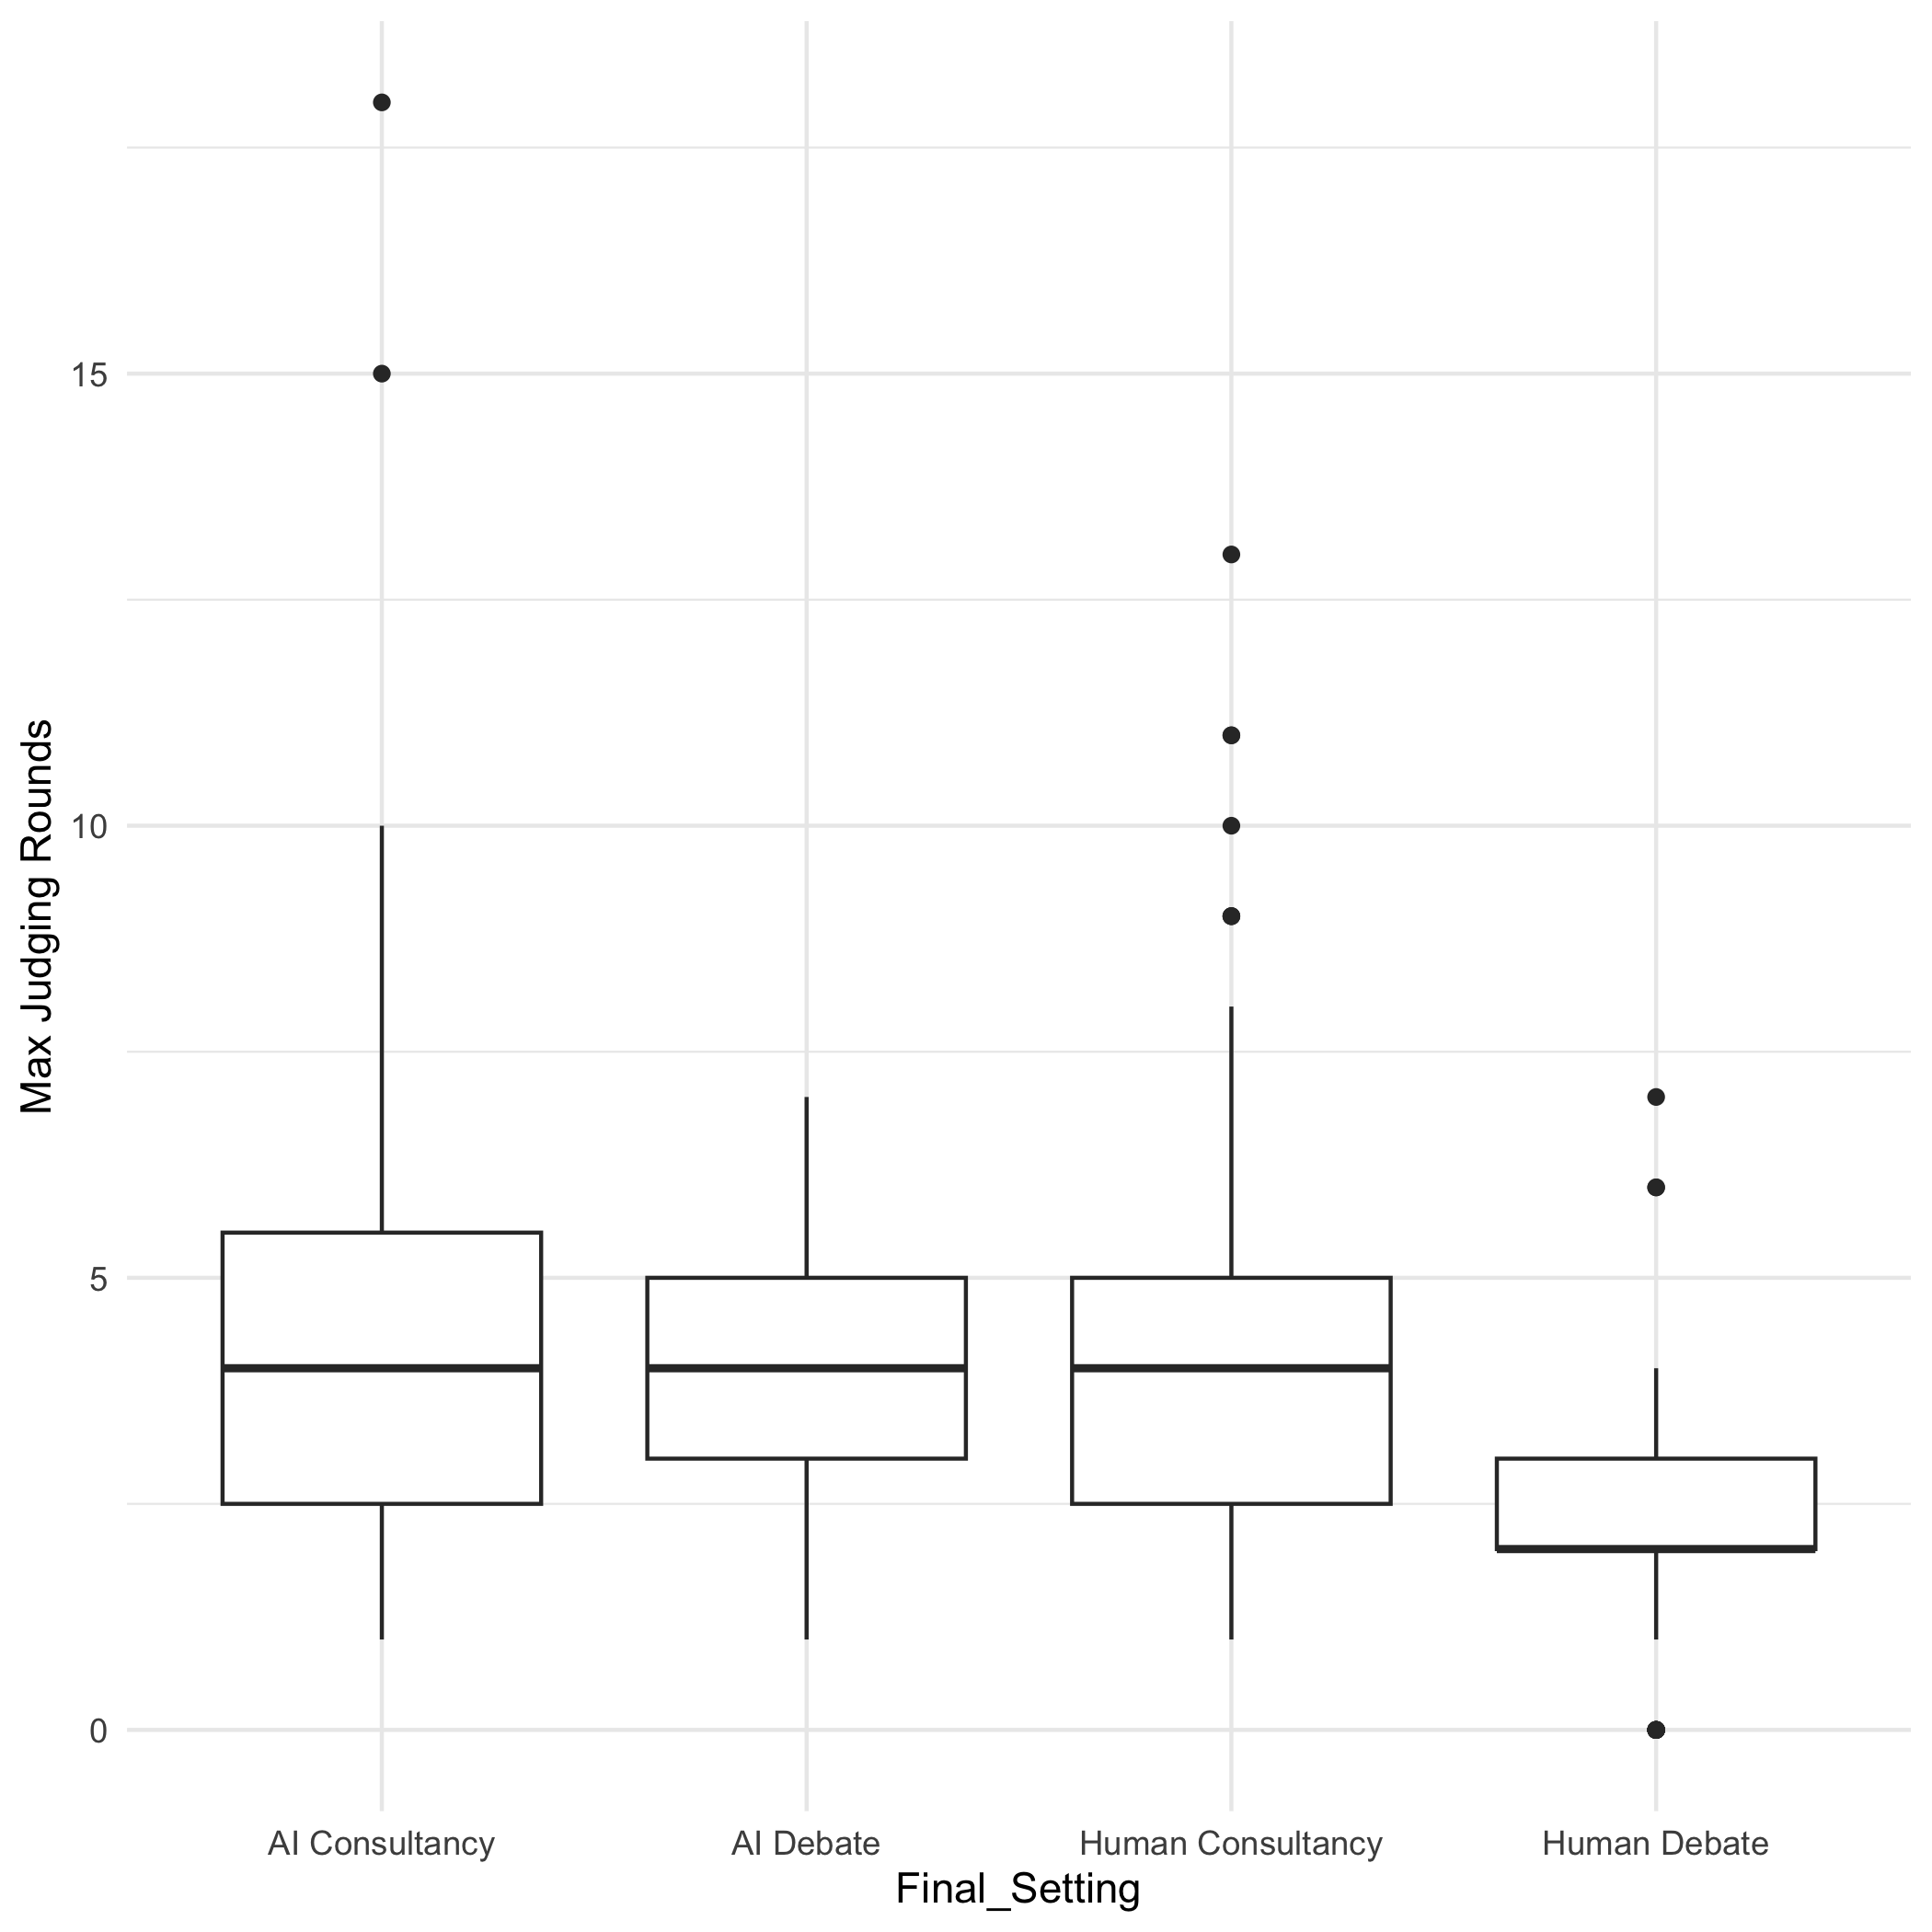 Max Judging Rounds
15
10
5
0
AI Consultancy
AI Debate
Human Consultancy
Human Debate
Final_Setting